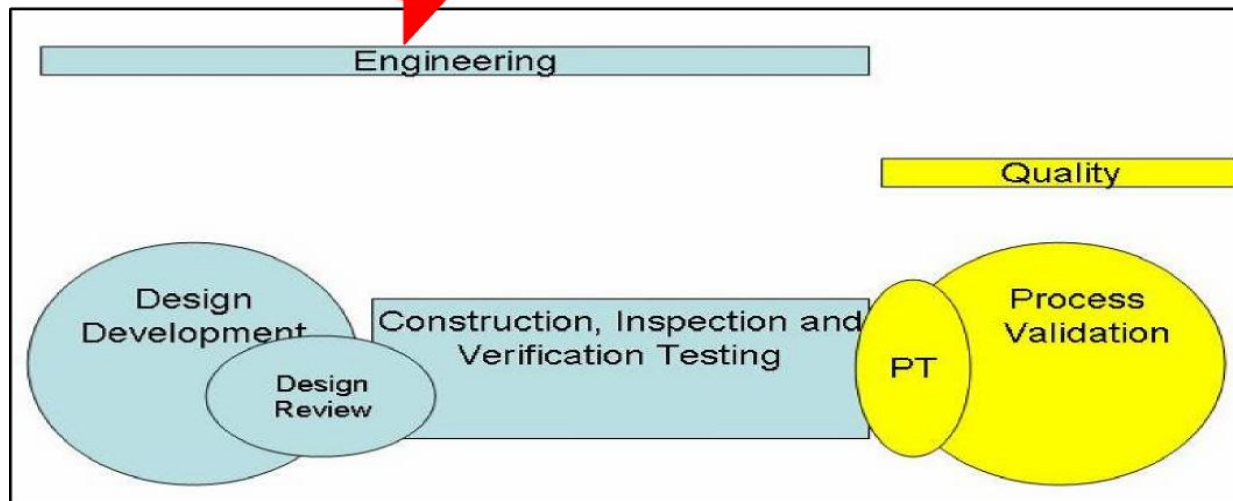 Engineering
Quality
Design
Development
Design
Review
Construction, Inspection and
Verification Testing
PT
Process
Validation